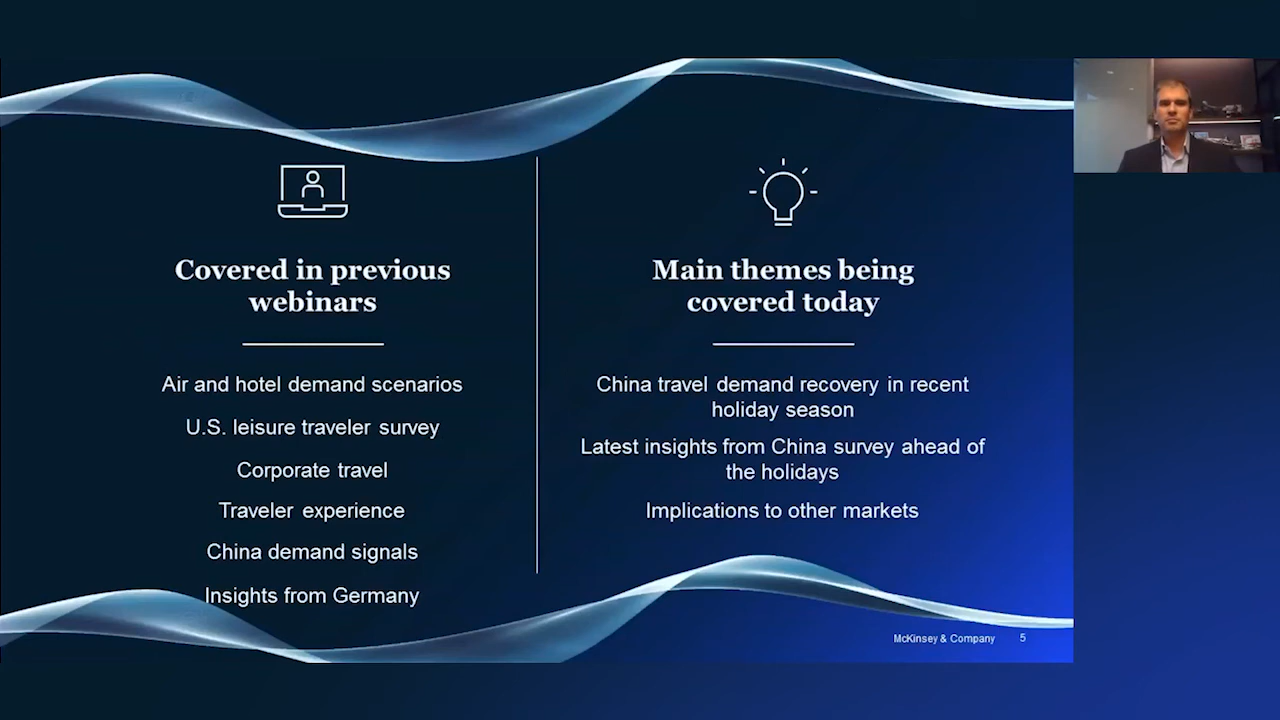 Covered in previous
webinars
Air and hotel demand scenarios
U.S. leisure traveler survey
Corporate travel
Traveler experience
China demand signals
Insights from Germany
Main themes being
covered today
China travel demand recovery in recent
holiday season
Latest insights from China survey ahead of
the holidays
Implications to other markets
McKinsey & Company 5